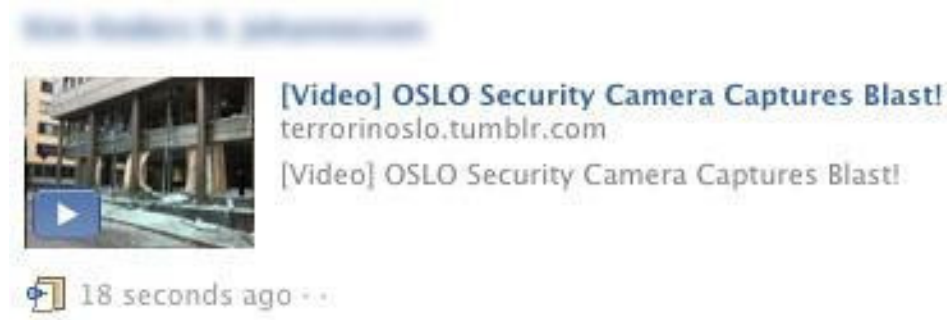 [Video] OSLO Security Camera Captures Blast!
terrorinoslo.tumblr.com
[Video] OSLO Security Camera Captures Blast!
18 seconds ago · ·